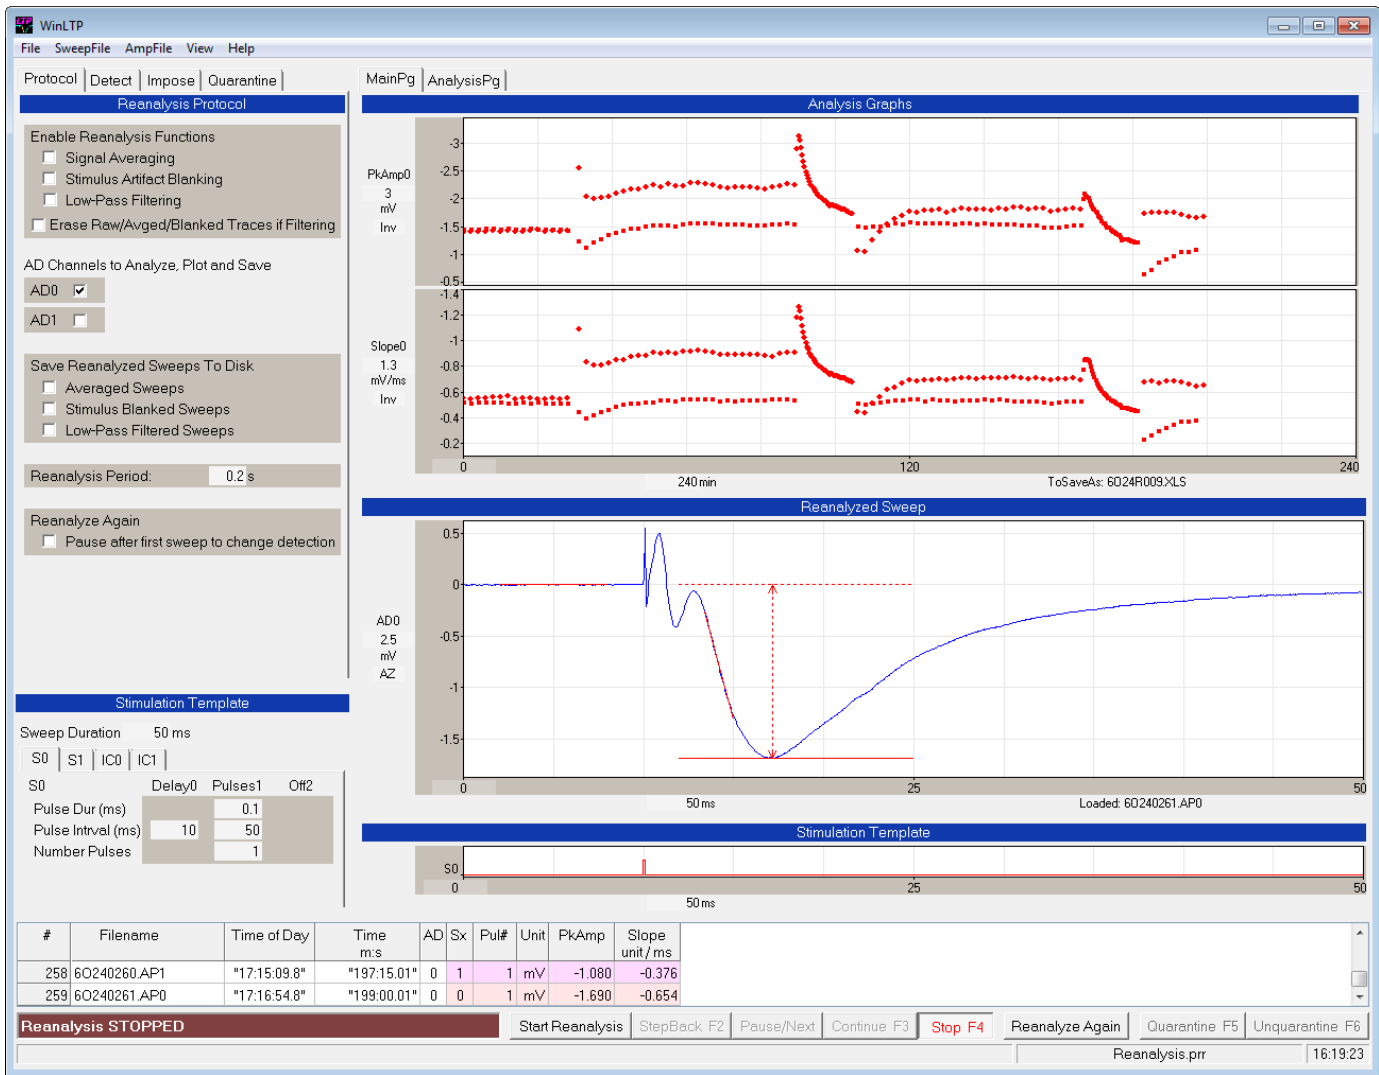 WinLTP
File SweepFile AmpFile View Help
Protocol Detect Impose Quarantine
Reanalysis Protocol
Enable Reanalysis Functions
Signal Averaging
Stimulus Artifact Blanking
Low-Pass Filtering
Erase Raw/Avged/Blanked Traces if Filtering
AD Channels to Analyze, Plot and Save
AD0
AD1
Save Reanalyzed Sweeps To Disk
Averaged Sweeps
Stimulus Blanked Sweeps
Low-Pass Filtered Sweeps
Reanalysis Period: 0.2 s
Reanalyze Again
Pause after first sweep to change detection
Stimulation Template
Sweep Duration 50 ms
S0 S1 IC0 IC1
S0 Delay0 Pulses1 Off2
Pulse Dur (ms) 0.1
Pulse Intrval (ms) 10 50
Number Pulses 1
MainPg AnalysisPg
Analysis Graphs
PkAmp0
3
mV
Inv
-3
-2.5
-2
-1.5
-1
-0.5
Slope0
1.3
mV/ms
Inv
-1.4
-1.2
-1
-0.8
-0.6
-0.4
-0.2
0 120 240
240 min ToSaveAs: 6O24R009.XLS
Reanalyzed Sweep
AD0
2.5
mV
AZ
0.5
0
-0.5
-1
-1.5
0 25 50
50 ms Loaded: 6O240261.AP0
Stimulation Template
S0
0 25 50
50 ms
# Filename Time of Day Time m:s AD Sx Pul# Unit PkAmp Slope unit/ms
258 6O240260.AP1 "17:15:09.8" "197:15.01" 0 1 1 mV -1.080 -0.376
259 6O240261.AP0 "17:16:54.8" "199:00.01" 0 0 1 mV -1.690 -0.654
Reanalysis STOPPED Start Reanalysis StepBack F2 Pause/Next Continue F3 Stop F4 Reanalyze Again Quarantine F5 Unquarantine F6
Reanalysis.prr 16:19:23